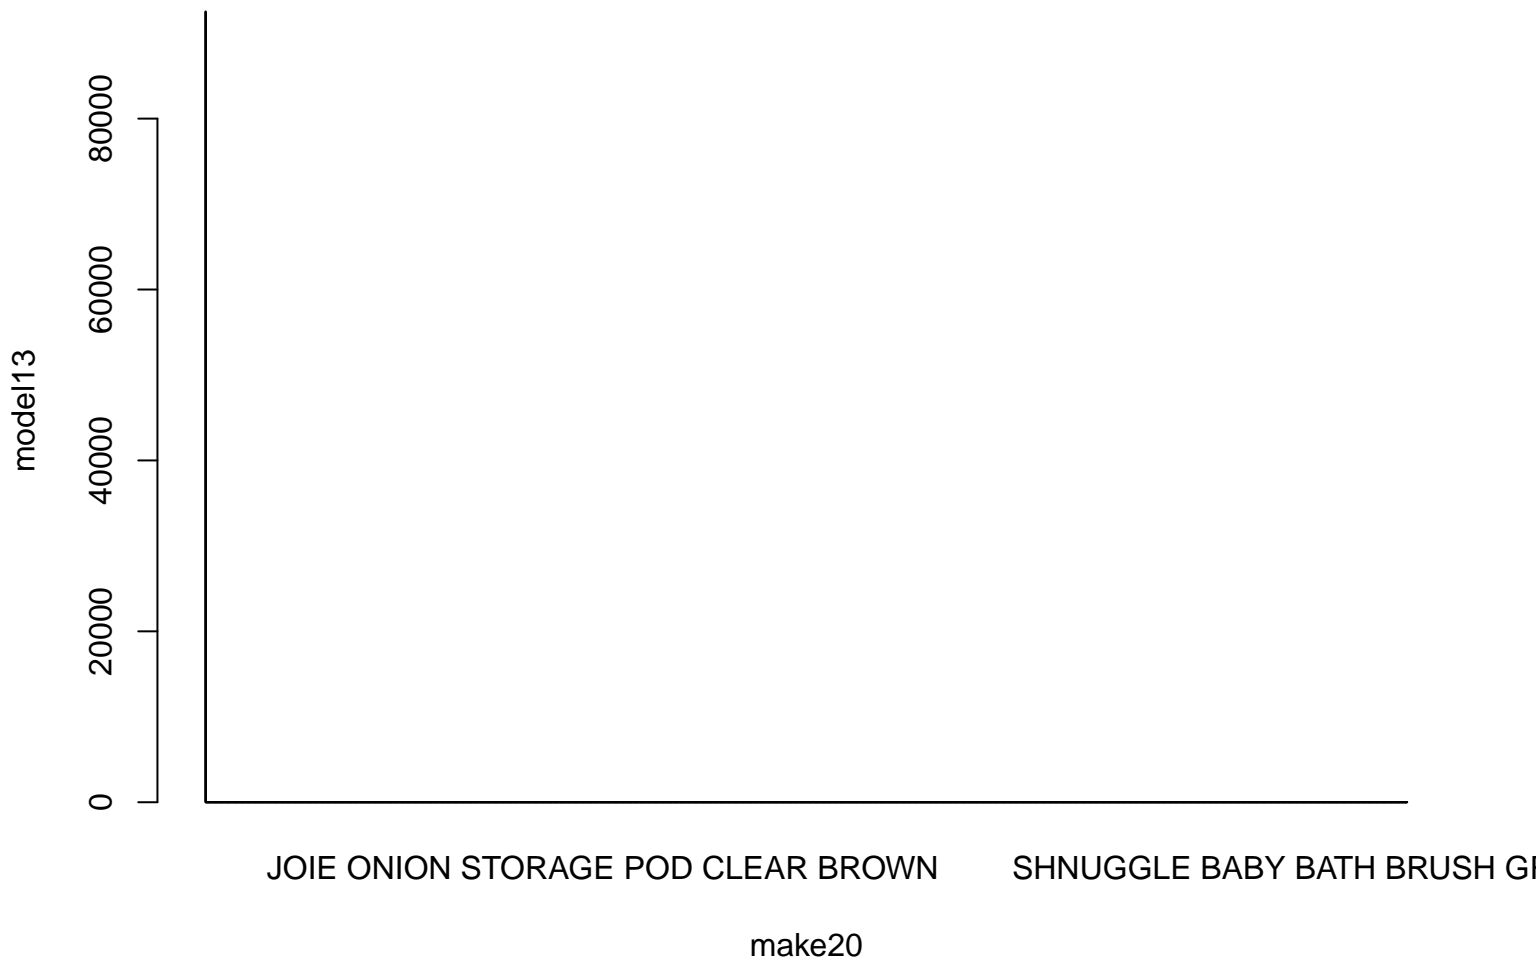 80000
60000
40000
20000
0
model13
JOIE ONION STORAGE POD CLEAR BROWN
SHNUGGLE BABY BATH BRUSH
make20